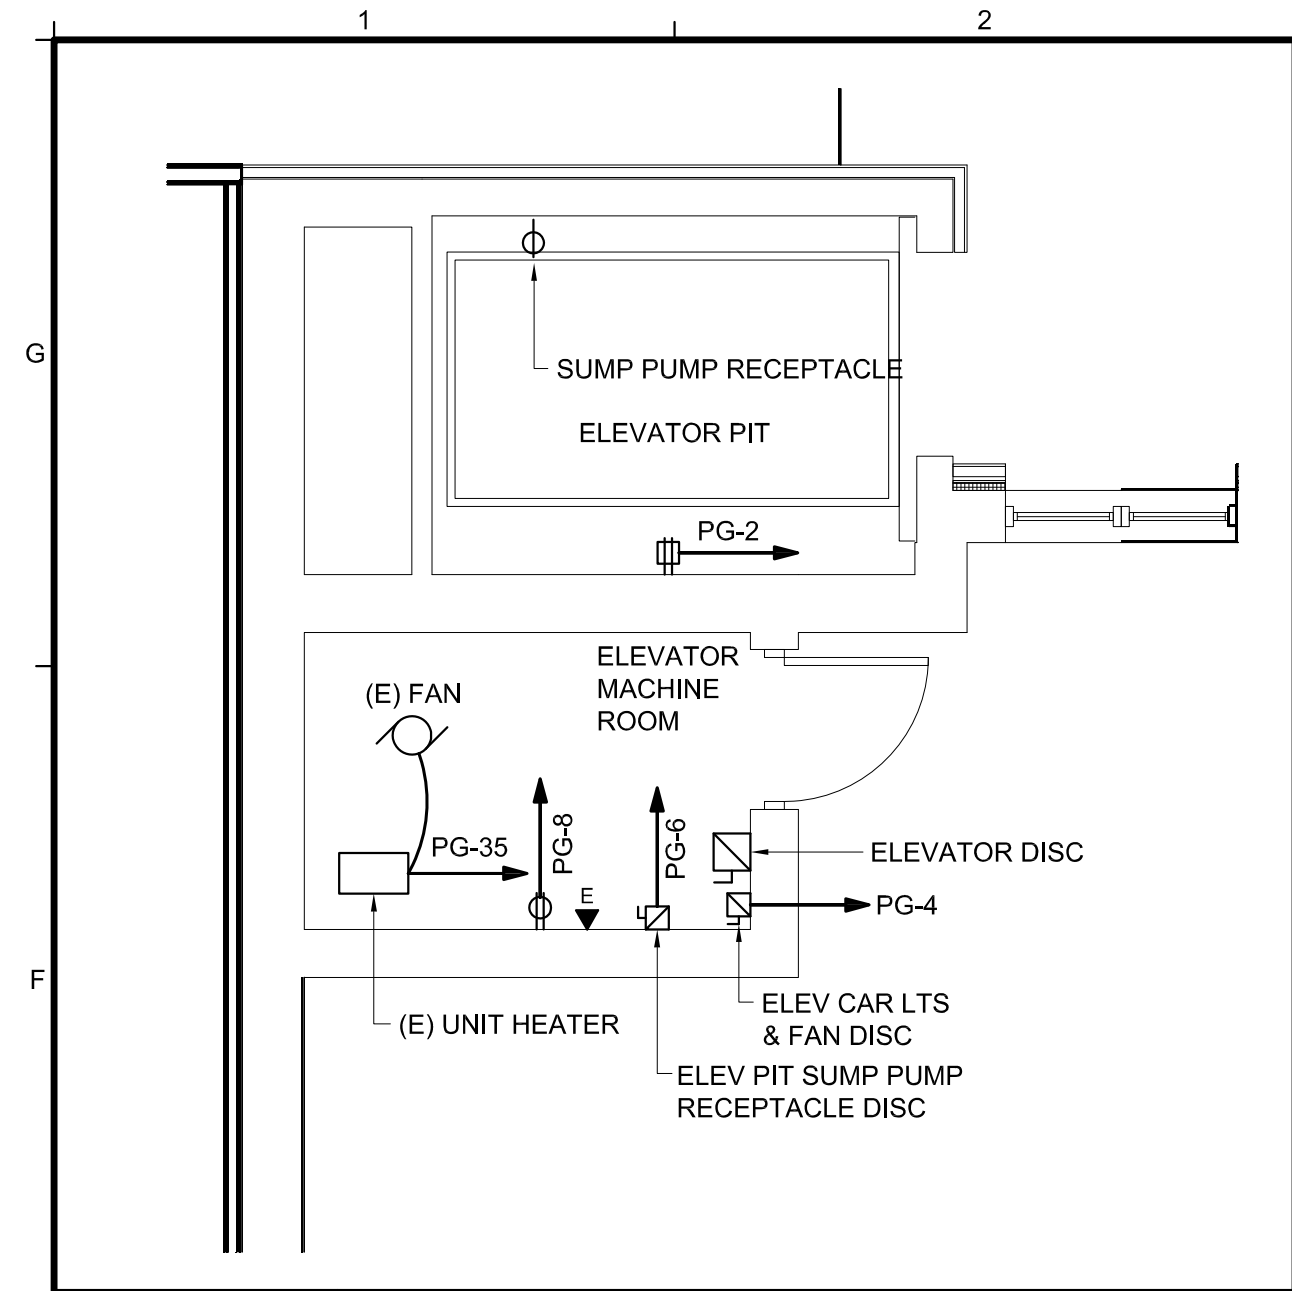 1
2
G
SUMP PUMP RECEPTACLE
ELEVATOR PIT
PG-2
ELEVATOR
MACHINE
ROOM
(E) FAN
PG-35
PG-8
E
PG-6
ELEVATOR DISC
PG-4
F
(E) UNIT HEATER
ELEV CAR LTS
& FAN DISC
ELEV PIT SUMP PUMP
RECEPTACLE DISC